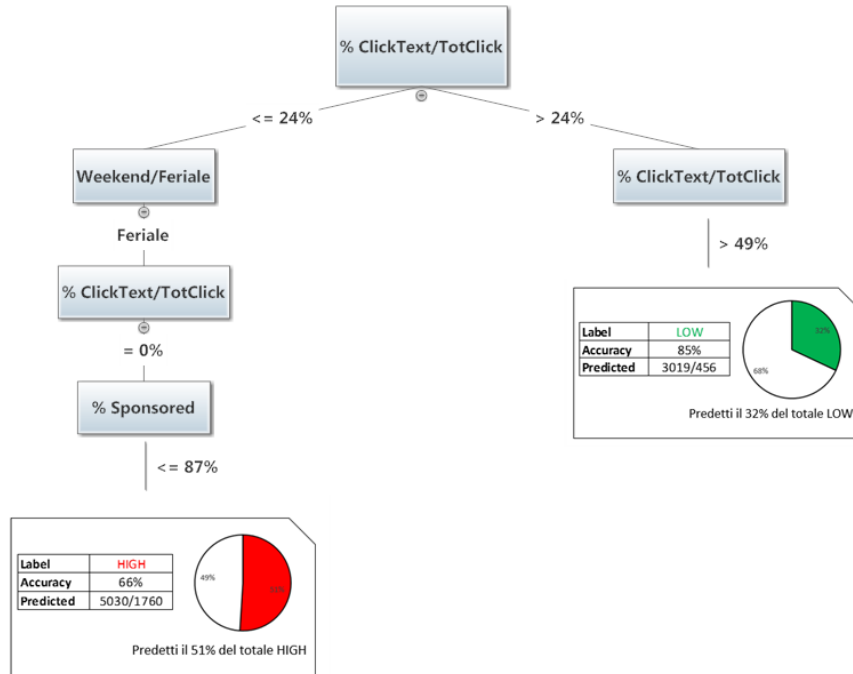 % ClickText/TotClick
<= 24%
> 24%
Weekend/Feriale
% ClickText/TotClick
Feriale
> 49%
% ClickText/TotClick
= 0%
Label LOW
Accuracy 85%
Predicted 3019/456
32%
68%
Predetti il 32% del totale LOW
% Sponsored
<= 87%
Label HIGH
Accuracy 66%
Predicted 5030/1760
49%
51%
Predetti il 51% del totale HIGH